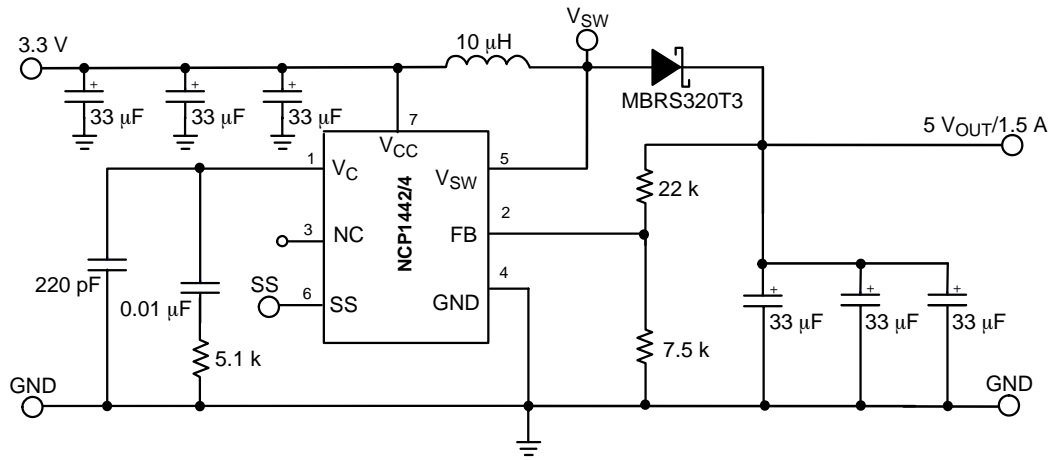 V_SW
3.3 V
10 μH
MBRS320T3
+
33 μF
+
33 μF
+
33 μF
7
V_CC
5 V_OUT/1.5 A
1
V_C
V_SW
5
22 k
NCP1442/4
3
NC
FB
2
220 pF
0.01 μF
SS
6
SS
GND
4
+
33 μF
+
33 μF
+
33 μF
5.1 k
7.5 k
GND
GND